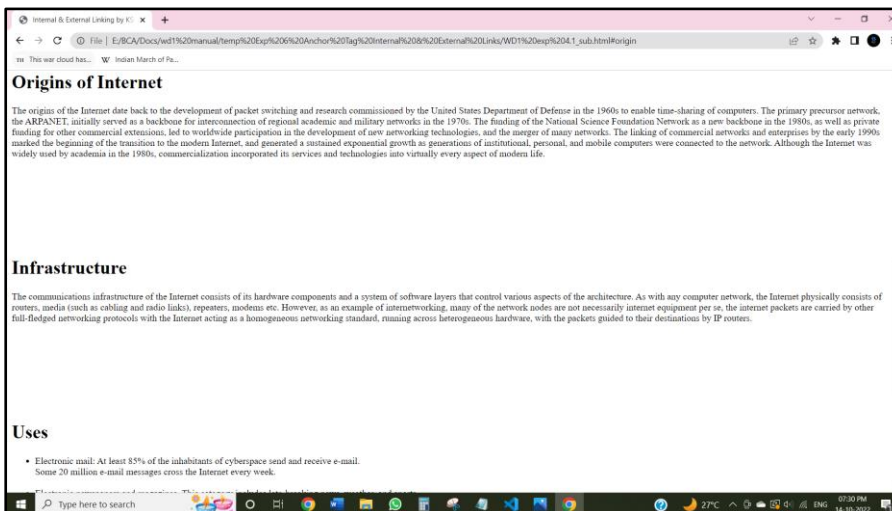 Internal & External Linking by K
File | E:/BCA/Docs/wd1%20manual/temp%20Exp%206%20Anchor%20Tag%20Internal%20&%20External%20Links/WD1%20exp%204.1_sub.html#origin
This war cloud has... W Indian March of Pa...
Origins of Internet
The origins of the Internet date back to the development of packet switching and research commissioned by the United States Department of Defense in the 1960s to enable time-sharing of computers. The primary precursor network,
the ARPANET, initially served as a backbone for interconnection of regional academic and military networks in the 1970s. The funding of the National Science Foundation Network as a new backbone in the 1980s, as well as private
funding for other commercial extensions, led to worldwide participation in the development of new networking technologies, and the merger of many networks. The linking of commercial networks and enterprises by the early 1990s
marked the beginning of the transition to the modern Internet, and generated a sustained exponential growth as generations of institutional, personal, and mobile computers were connected to the network. Although the Internet was
widely used by academia in the 1980s, commercialization incorporated its services and technologies into virtually every aspect of modern life.
Infrastructure
The communications infrastructure of the Internet consists of its hardware components and a system of software layers that control various aspects of the architecture. As with any computer network, the Internet physically consists of
routers, media (such as cabling and radio links), repeaters, modems etc. However, as an example of internetworking, many of the network nodes are not necessarily internet equipment per se, the internet packets are carried by other
full-fledged networking protocols with the Internet acting as a homogeneous networking standard, running across heterogeneous hardware, with the packets guided to their destinations by IP routers.
Uses
• Electronic mail: At least 85% of the inhabitants of cyberspace send and receive e-mail.
Some 20 million e-mail messages cross the Internet every week.
Type here to search
27°C
ENG
07:30 PM
14-10-2022